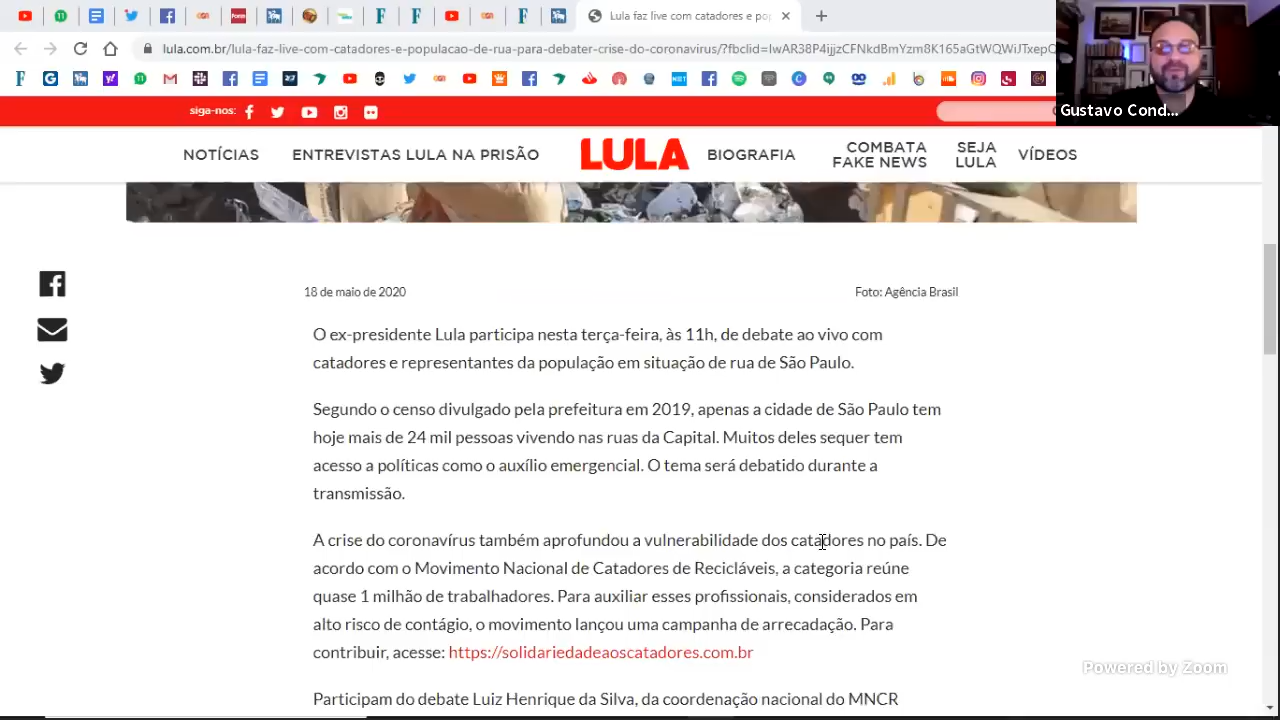 Lula faz live com catadores e po
lula.com.br/lula-faz-live-com-catadores-e-populacao-de-rua-para-debater-crise-do-coronavirus/?fbclid=IwAR38P4ijjzCFNkdBmYzm8K165aGtWQWiJTxepQ
Gustavo Cond...
siga-nos:
NOTÍCIAS
ENTREVISTAS LULA NA PRISÃO
LULA
BIOGRAFIA
COMBATA
FAKE NEWS
SEJA
LULA
VÍDEOS
18 de maio de 2020
Foto: Agência Brasil
O ex-presidente Lula participa nesta terça-feira, às 11h, de debate ao vivo com
catadores e representantes da população em situação de rua de São Paulo.
Segundo o censo divulgado pela prefeitura em 2019, apenas a cidade de São Paulo tem
hoje mais de 24 mil pessoas vivendo nas ruas da Capital. Muitos deles sequer tem
acesso a políticas como o auxílio emergencial. O tema será debatido durante a
transmissão.
A crise do coronavírus também aprofundou a vulnerabilidade dos catadores no país. De
acordo com o Movimento Nacional de Catadores de Recicláveis, a categoria reúne
quase 1 milhão de trabalhadores. Para auxiliar esses profissionais, considerados em
alto risco de contágio, o movimento lançou uma campanha de arrecadação. Para
contribuir, acesse: https://solidariedadeaoscatadores.com.br
Participam do debate Luiz Henrique da Silva, da coordenação nacional do MNCR
Powered by Zoom